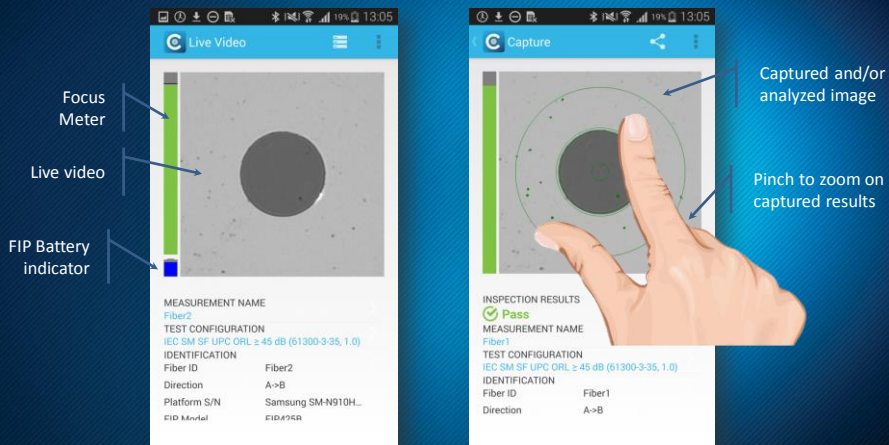 19% 13:05
Live Video
Focus
Meter
Live video
FIP Battery
indicator
MEASUREMENT NAME
Fiber2
TEST CONFIGURATION
IEC SM SF UPC ORL ≥ 45 dB (61300-3-35, 1.0)
IDENTIFICATION
Fiber ID Fiber2
Direction A->B
Platform S/N Samsung SM-N910H...
FIP Model FIP425B
19% 13:05
Capture
Captured and/or
analyzed image
Pinch to zoom on
captured results
INSPECTION RESULTS
Pass
MEASUREMENT NAME
Fiber1
TEST CONFIGURATION
IEC SM SF UPC ORL ≥ 45 dB (61300-3-35, 1.0)
IDENTIFICATION
Fiber ID Fiber1
Direction A->B